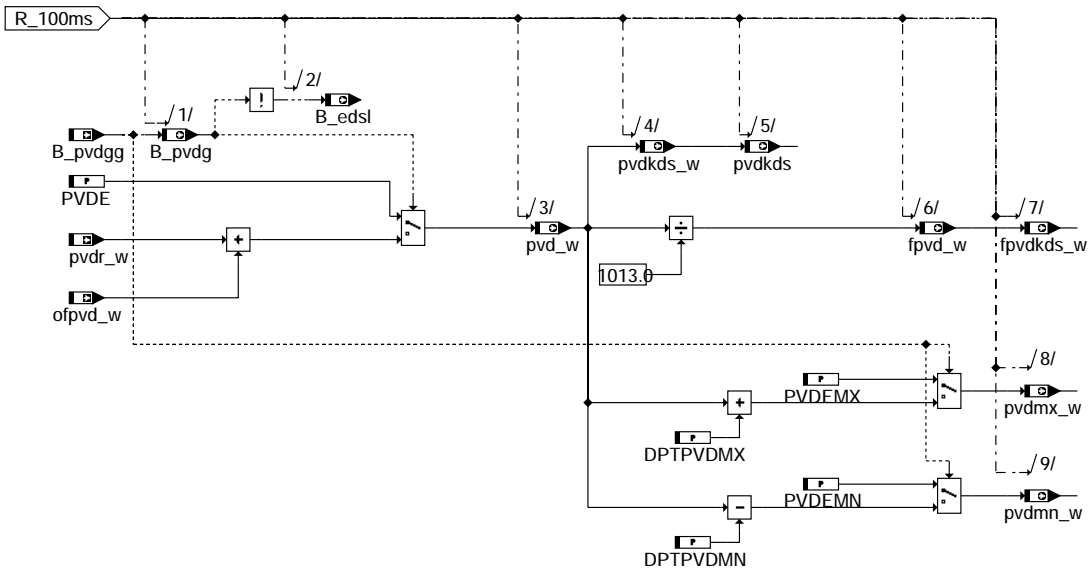 R_100ms
/1/
/2/
/3/
/4/
/5/
/6/
/7/
/8/
/9/
!
B_edsl
B_pvdgg
B_pvdg
pvdkds_w
pvdkds
P
PVDE
pvdr_w
+
pvd_w
÷
fpvd_w
fpvdkds_w
1013.0
ofpvd_w
P
PVDEMX
+
pvdmx_w
P
DPTPVDMX
P
PVDEMN
−
pvdmn_w
P
DPTPVDMN